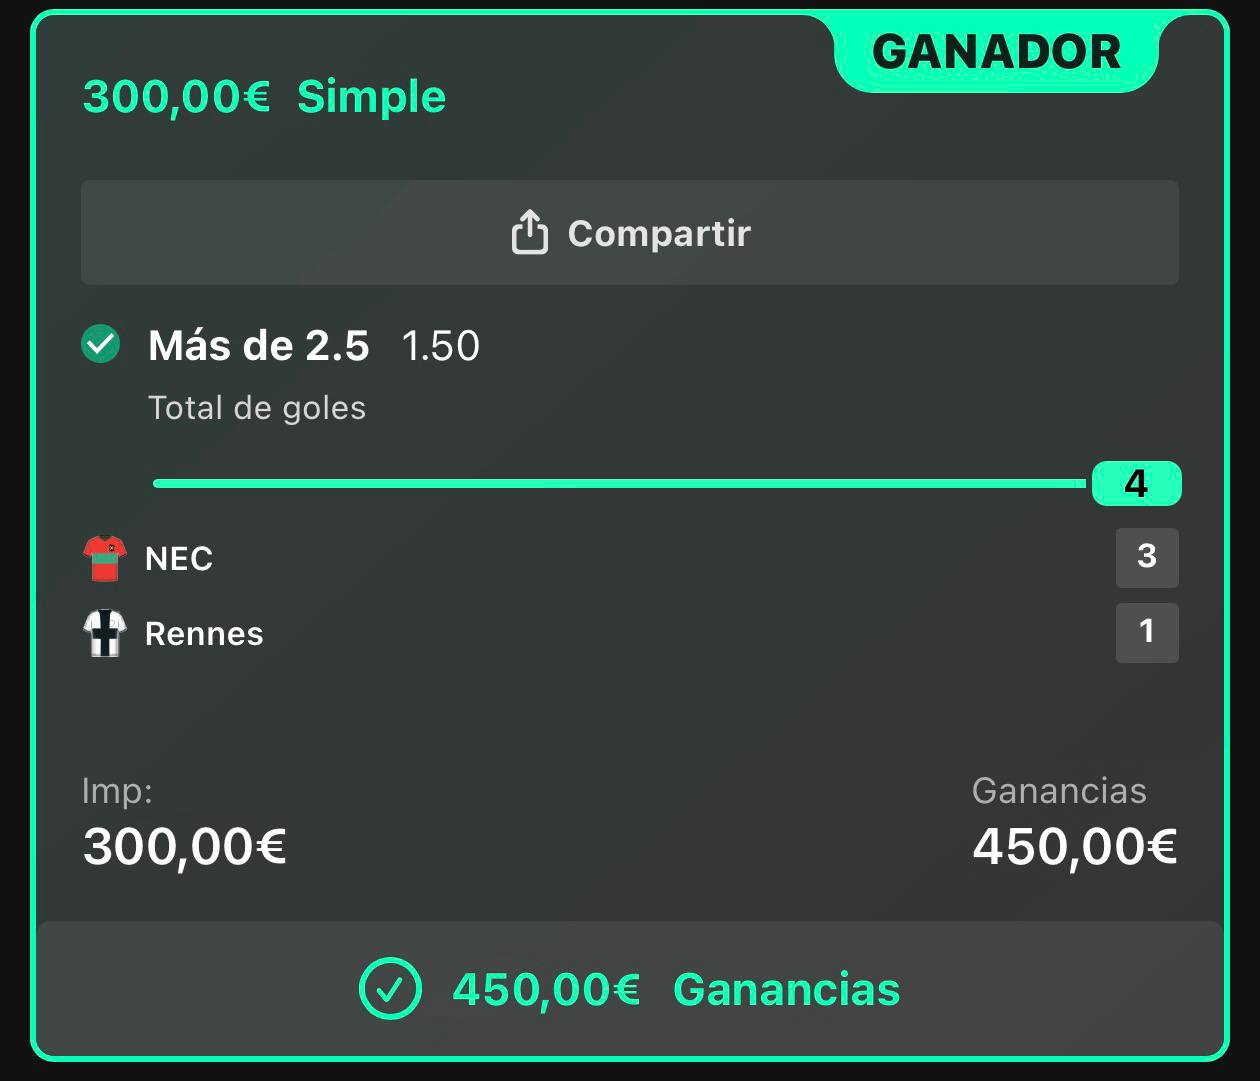 GANADOR
300,00€ Simple
Compartir
Más de 2.5 1.50
Total de goles
4
NEC 3
Rennes 1
Imp: Ganancias
300,00€ 450,00€
450,00€ Ganancias